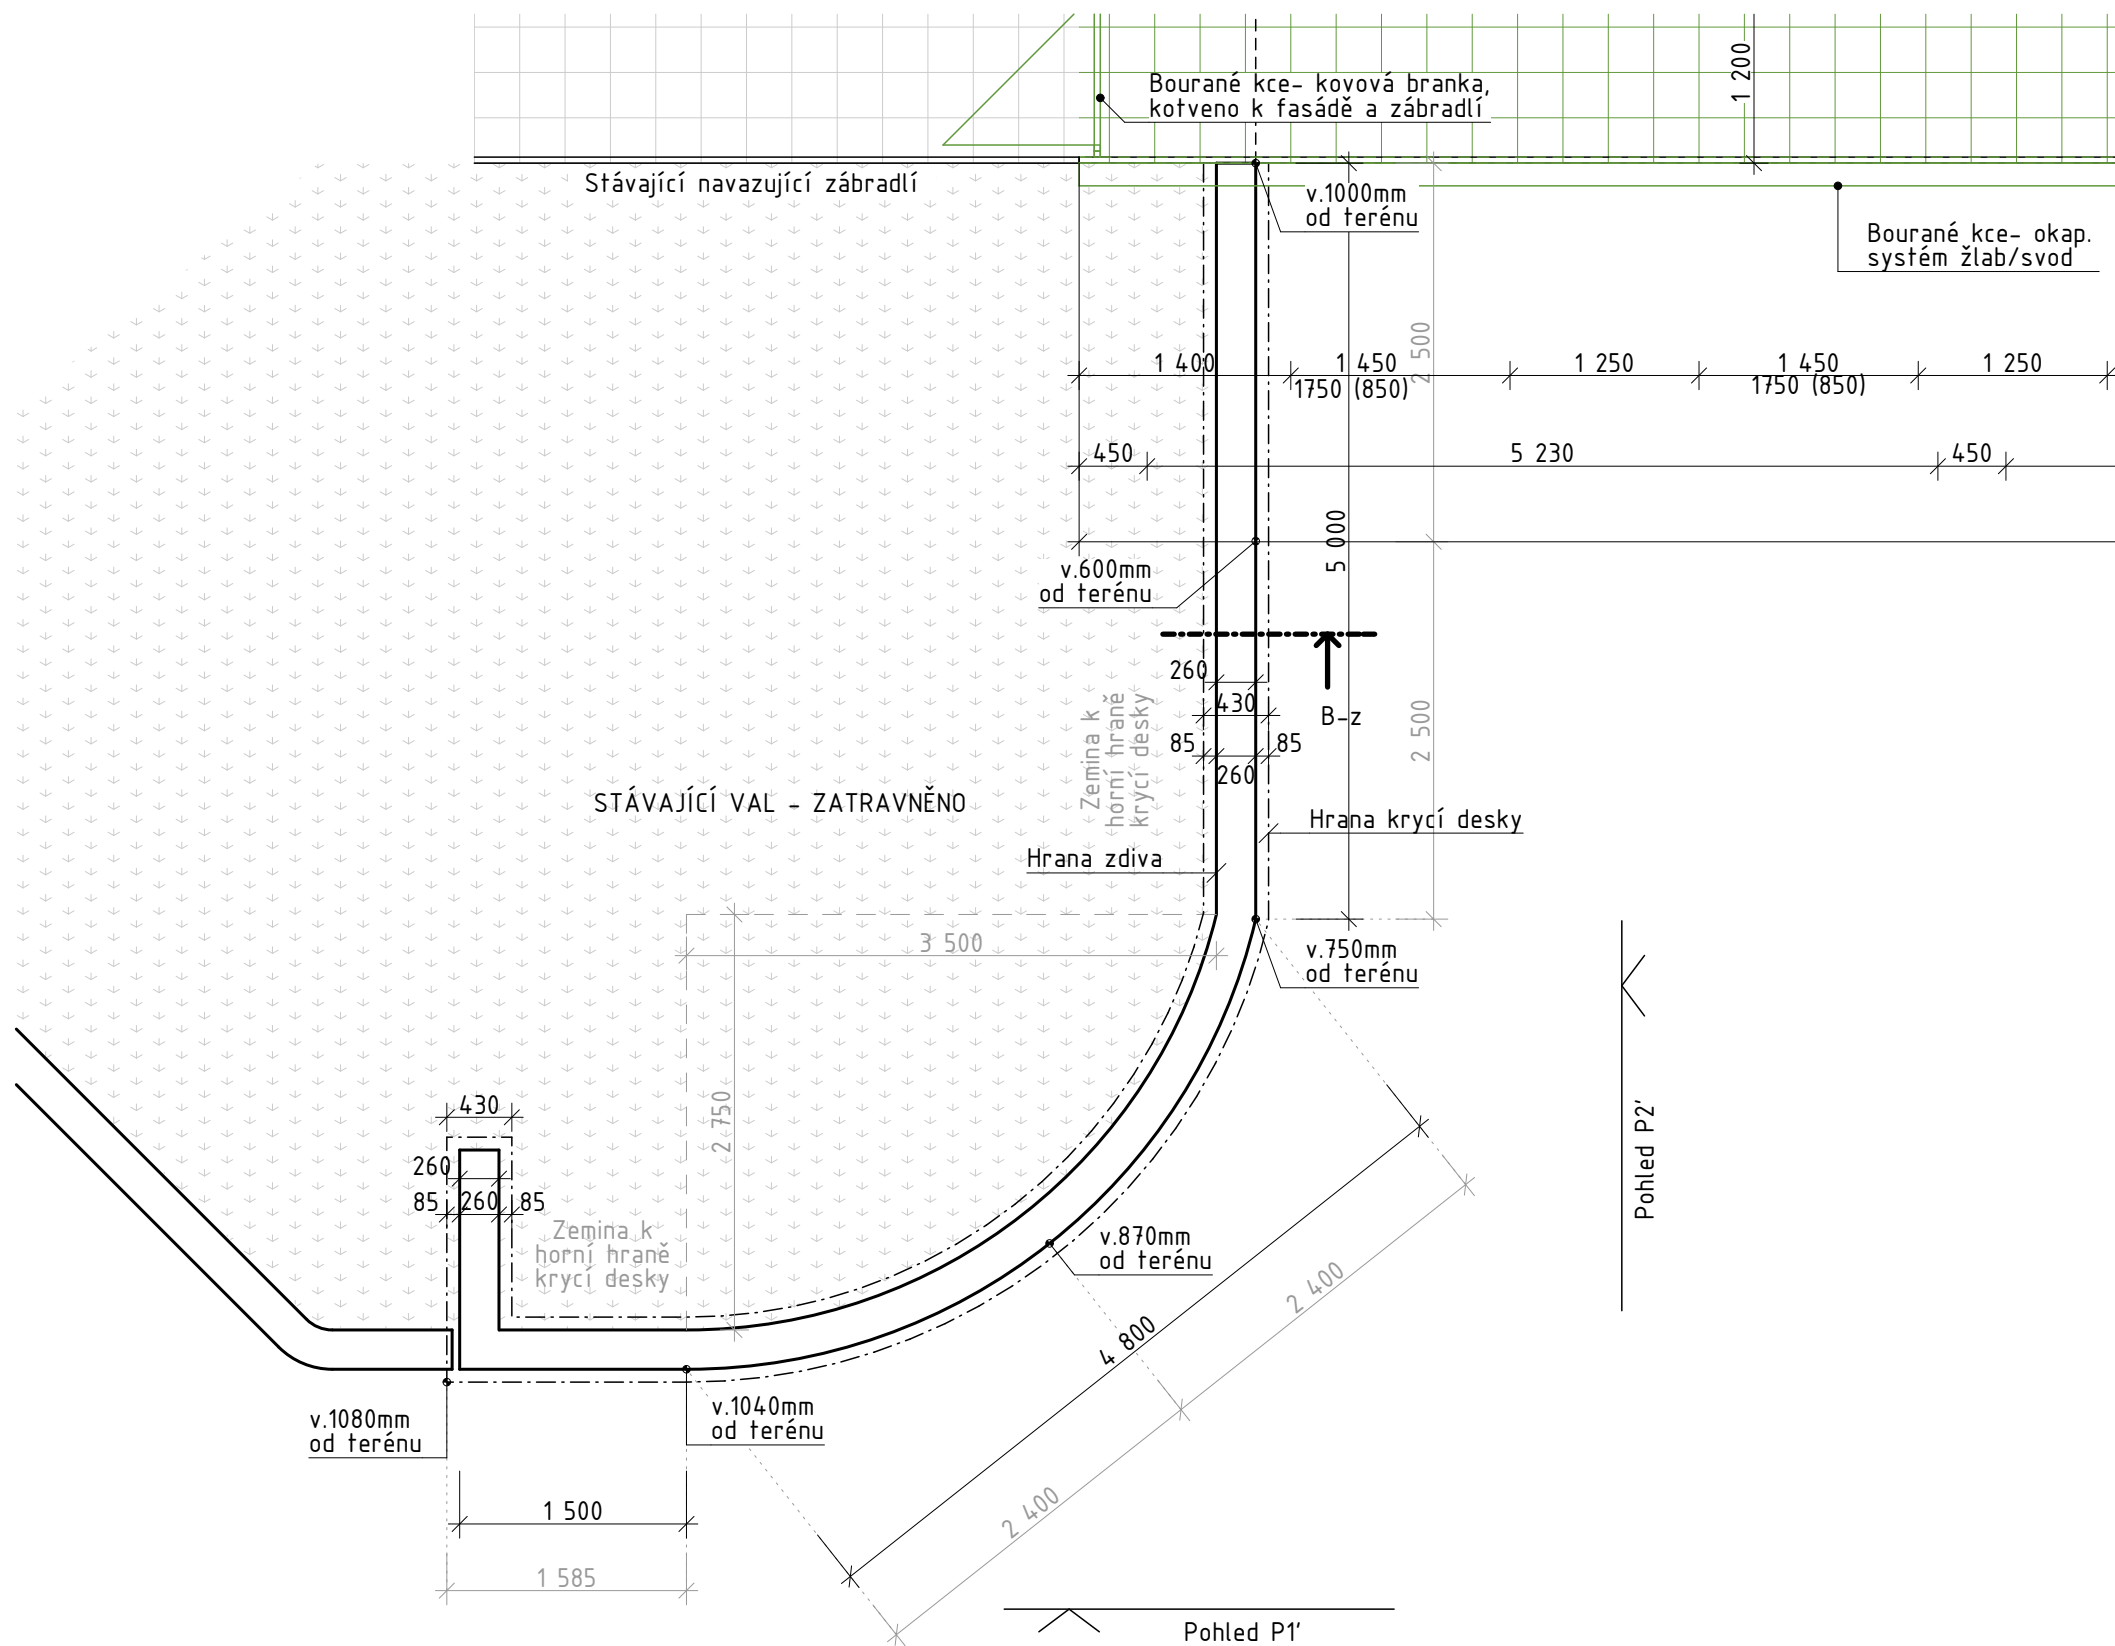 1 200
Bourané kce- kovová branka,
kotveno k fasádě a zábradlí
Stávající navazující zábradlí
v.1000mm
od terénu
Bourané kce- okap.
systém žlab/svod
2 500
1 400
1 450
1750 (850)
1 250
1 450
1750 (850)
1 250
450
5 230
450
5 000
v.600mm
od terénu
260
430
B-z
85
85
260
2 500
Zemina k
horní hraně
krycí desky
STÁVAJÍCÍ VAL - ZATRAVNĚNO
Hrana krycí desky
Hrana zdiva
3 500
v.750mm
od terénu
2 750
430
260
85
260
85
Zemina k
horní hraně
krycí desky
Pohled P2'
v.870mm
od terénu
2 400
4 800
v.1080mm
od terénu
v.1040mm
od terénu
2 400
1 500
1 585
Pohled P1'